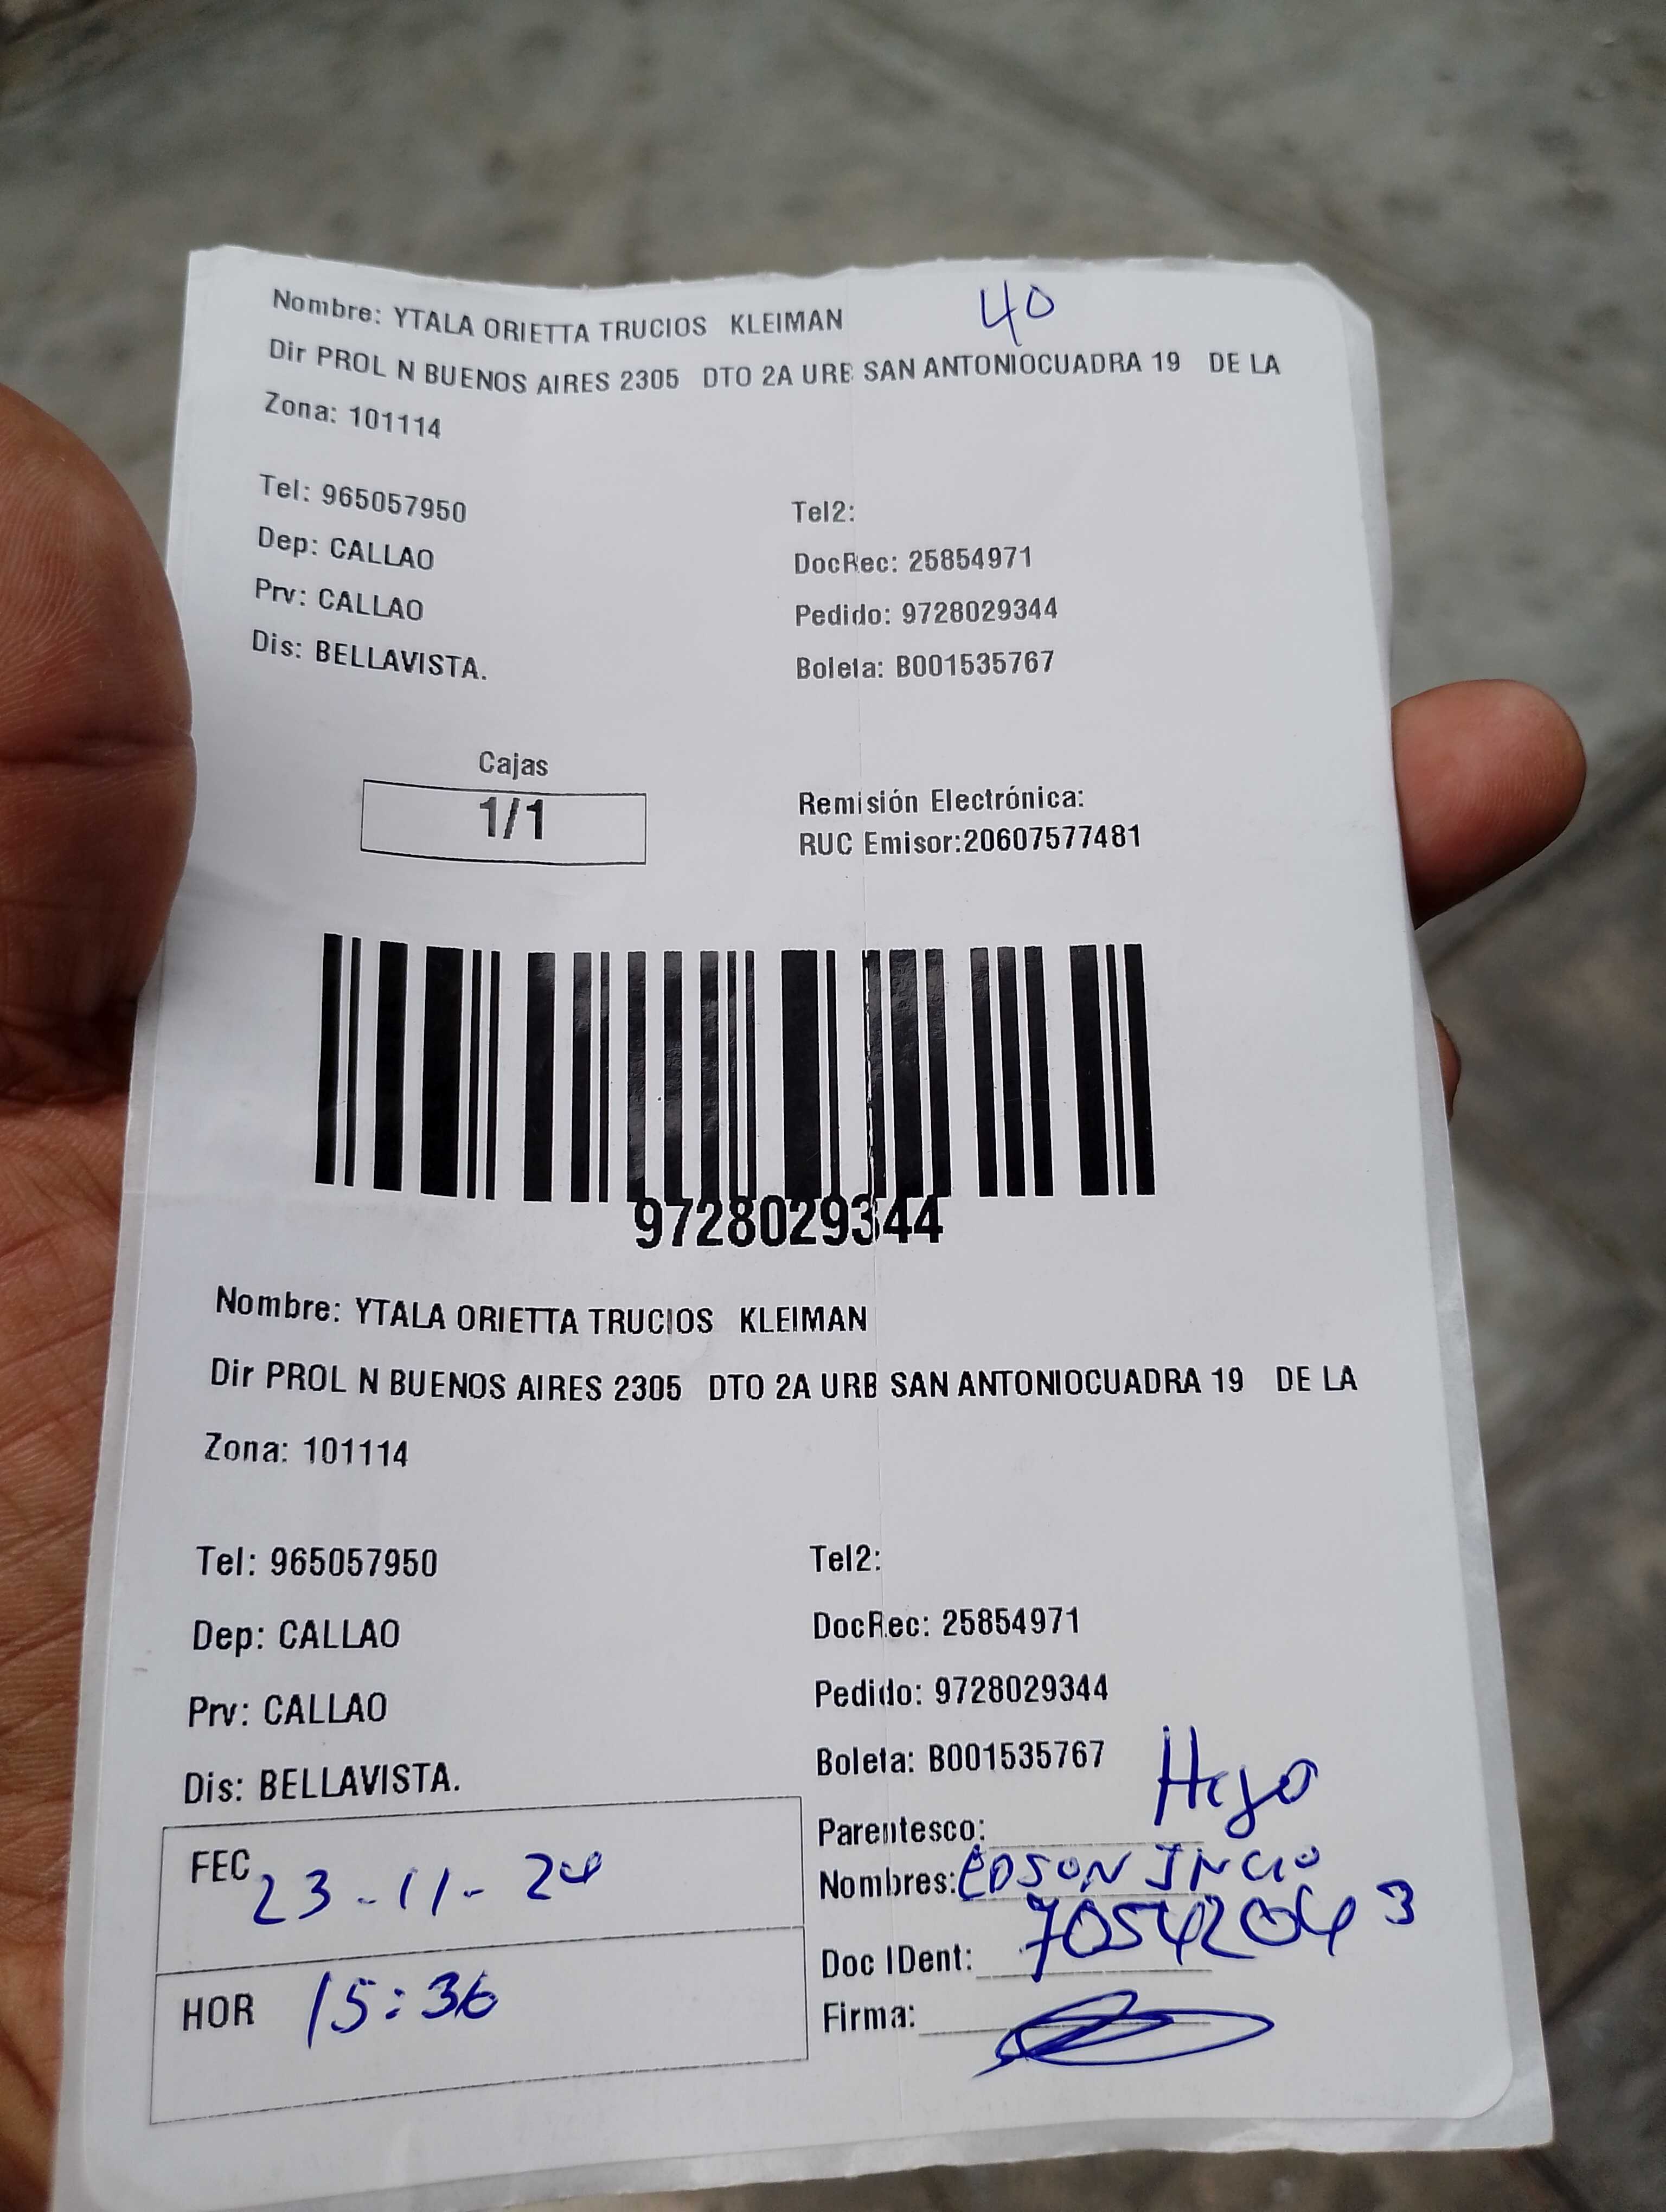 40
Nombre: YTALA ORIETTA TRUCIOS KLEIMAN
Dir PROL N BUENOS AIRES 2305 DTO 2A URB SAN ANTONIOCUADRA 19 DE LA
Zona: 101114
Tel: 965057950
Tel2:
Dep: CALLAO
DocRec: 25854971
Prv: CALLAO
Pedido: 9728029344
Dis: BELLAVISTA.
Boleta: B001535767
Cajas
1/1
Remisión Electrónica:
RUC Emisor:20607577481
9728029344
Nombre: YTALA ORIETTA TRUCIOS KLEIMAN
Dir PROL N BUENOS AIRES 2305 DTO 2A URB SAN ANTONIOCUADRA 19 DE LA
Zona: 101114
Tel: 965057950
Tel2:
Dep: CALLAO
DocRec: 25854971
Prv: CALLAO
Pedido: 9728029344
Dis: BELLAVISTA.
Boleta: B001535767
FEC 23-11-24
HOR 15:36
Parentesco: Hijo
Nombres: EDSON INCIO
Doc IDent: 70542043
Firma: